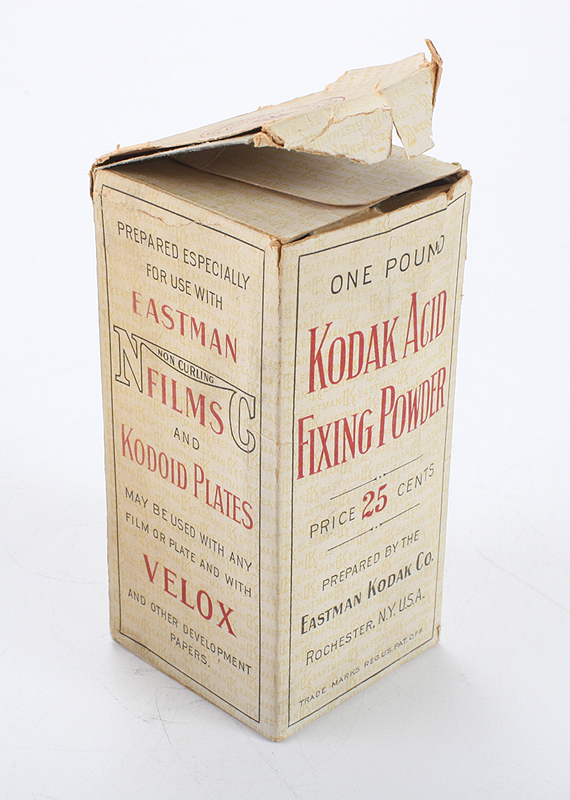 PREPARED ESPECIALLY
FOR USE WITH
EASTMAN
NON CURLING
N FILMS C
AND
KODOID PLATES
MAY BE USED WITH ANY
FILM OR PLATE AND WITH
VELOX
AND OTHER DEVELOPMENT
PAPERS.
ONE POUND
KODAK ACID
FIXING POWDER
PRICE 25 CENTS
PREPARED BY THE
EASTMAN KODAK CO.
ROCHESTER, N.Y. U.S.A.
TRADE MARKS REG. U.S. PAT. OFF.